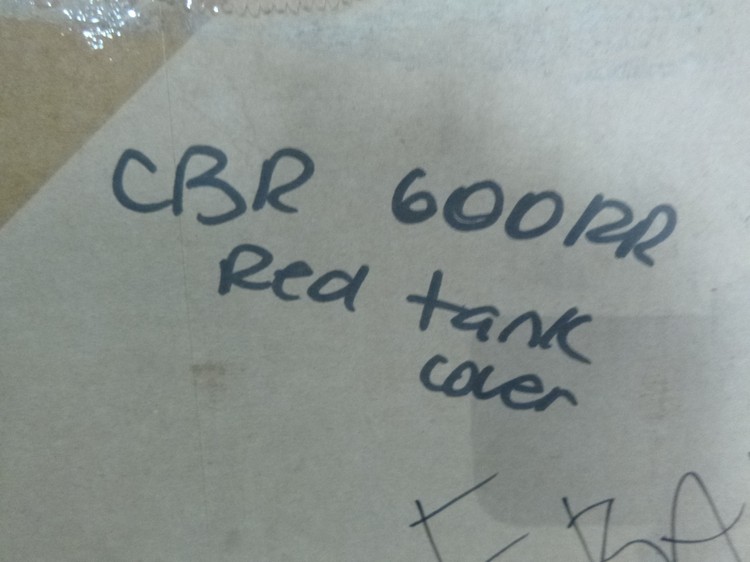 CBR 600RR
Red tank
cover